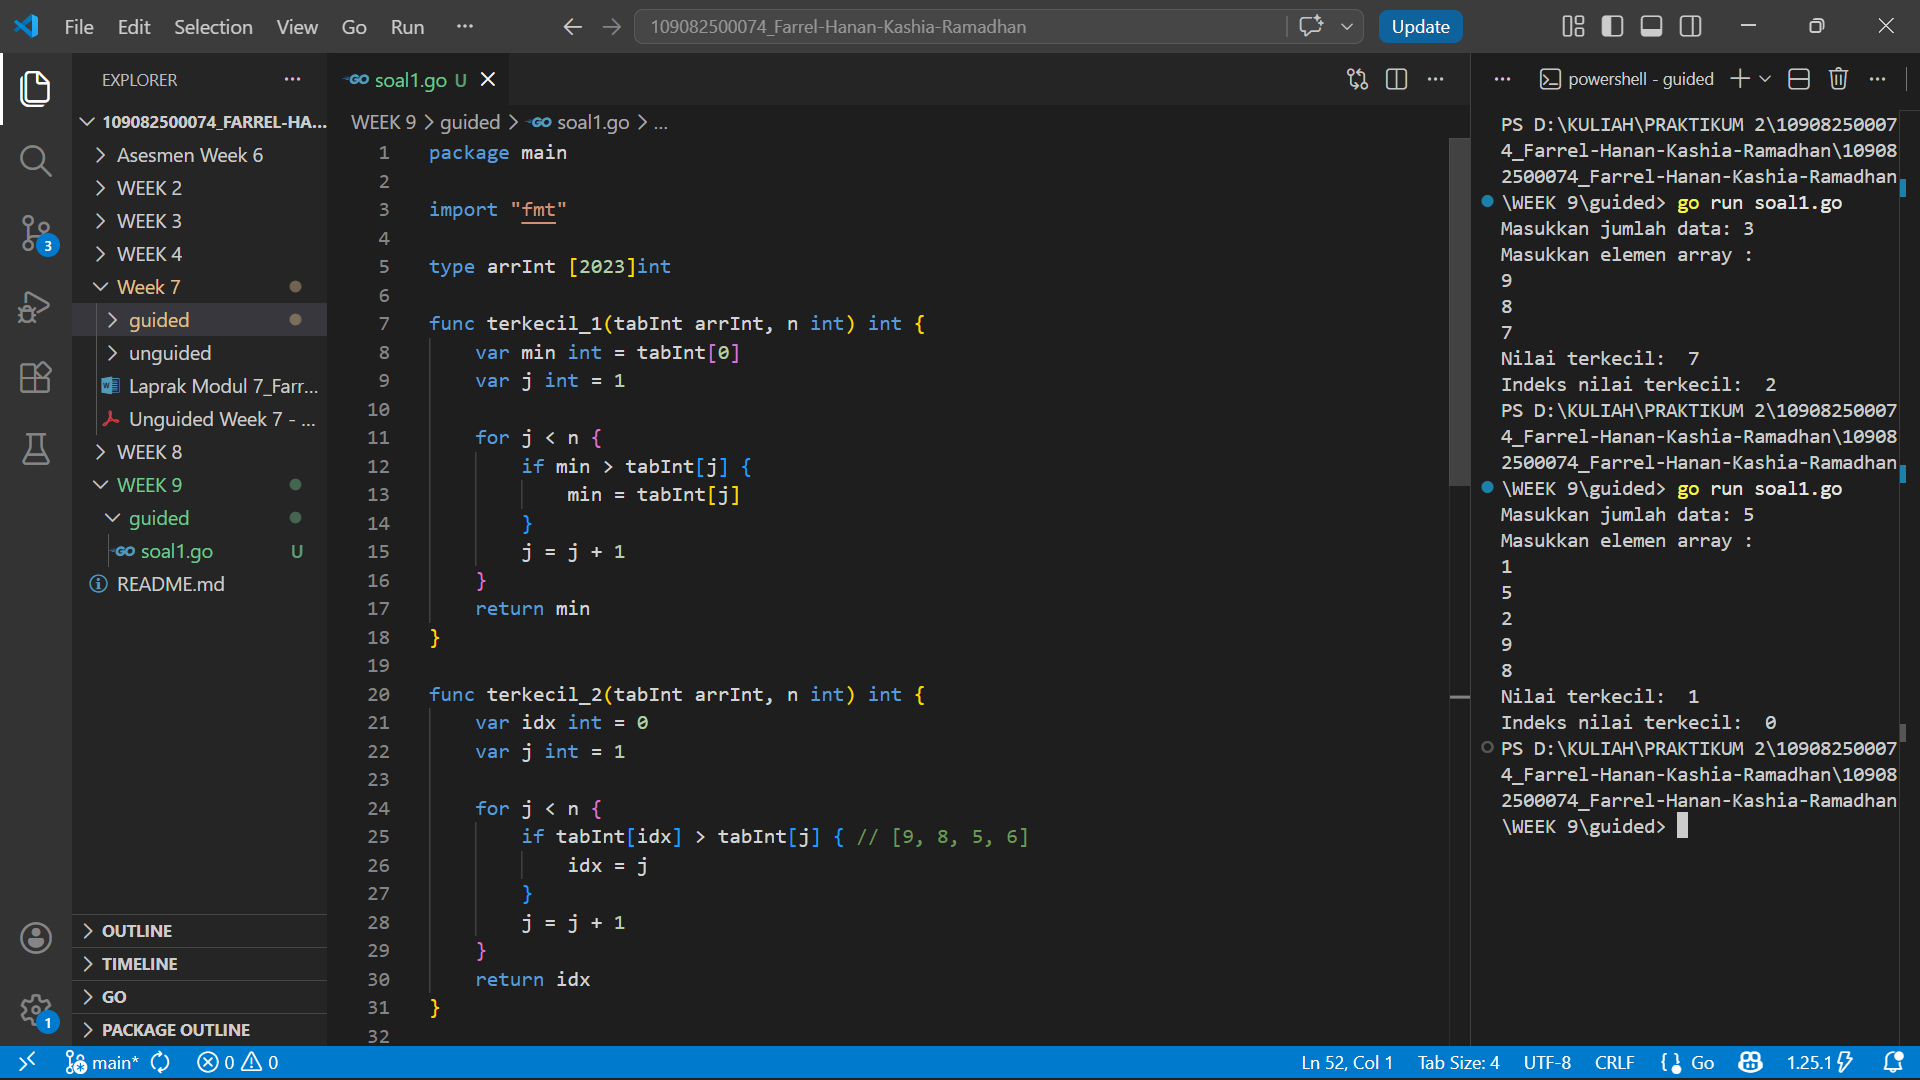 File Edit Selection View Go Run ···
109082500074_Farrel-Hanan-Kashia-Ramadhan
Update
EXPLORER
109082500074_FARREL-HA...
Asesmen Week 6
WEEK 2
WEEK 3
WEEK 4
Week 7
guided
unguided
Laprak Modul 7_Farr...
Unguided Week 7 - ...
WEEK 8
WEEK 9
guided
soal1.go U
README.md
OUTLINE
TIMELINE
GO
PACKAGE OUTLINE
3
1
soal1.go U
WEEK 9 > guided > soal1.go > ...
1 package main
2
3 import "fmt"
4
5 type arrInt [2023]int
6
7 func terkecil_1(tabInt arrInt, n int) int {
8     var min int = tabInt[0]
9     var j int = 1
10
11     for j < n {
12         if min > tabInt[j] {
13             min = tabInt[j]
14         }
15         j = j + 1
16     }
17     return min
18 }
19
20 func terkecil_2(tabInt arrInt, n int) int {
21     var idx int = 0
22     var j int = 1
23
24     for j < n {
25         if tabInt[idx] > tabInt[j] { // [9, 8, 5, 6]
26             idx = j
27         }
28         j = j + 1
29     }
30     return idx
31 }
32
powershell - guided
PS D:\KULIAH\PRAKTIKUM 2\10908250007
4_Farrel-Hanan-Kashia-Ramadhan\10908
2500074_Farrel-Hanan-Kashia-Ramadhan
\WEEK 9\guided> go run soal1.go
Masukkan jumlah data: 3
Masukkan elemen array :
9
8
7
Nilai terkecil:  7
Indeks nilai terkecil:  2
PS D:\KULIAH\PRAKTIKUM 2\10908250007
4_Farrel-Hanan-Kashia-Ramadhan\10908
2500074_Farrel-Hanan-Kashia-Ramadhan
\WEEK 9\guided> go run soal1.go
Masukkan jumlah data: 5
Masukkan elemen array :
1
5
2
9
8
Nilai terkecil:  1
Indeks nilai terkecil:  0
PS D:\KULIAH\PRAKTIKUM 2\10908250007
4_Farrel-Hanan-Kashia-Ramadhan\10908
2500074_Farrel-Hanan-Kashia-Ramadhan
\WEEK 9\guided>
main* 0 0
Ln 52, Col 1 Tab Size: 4 UTF-8 CRLF { } Go 1.25.1